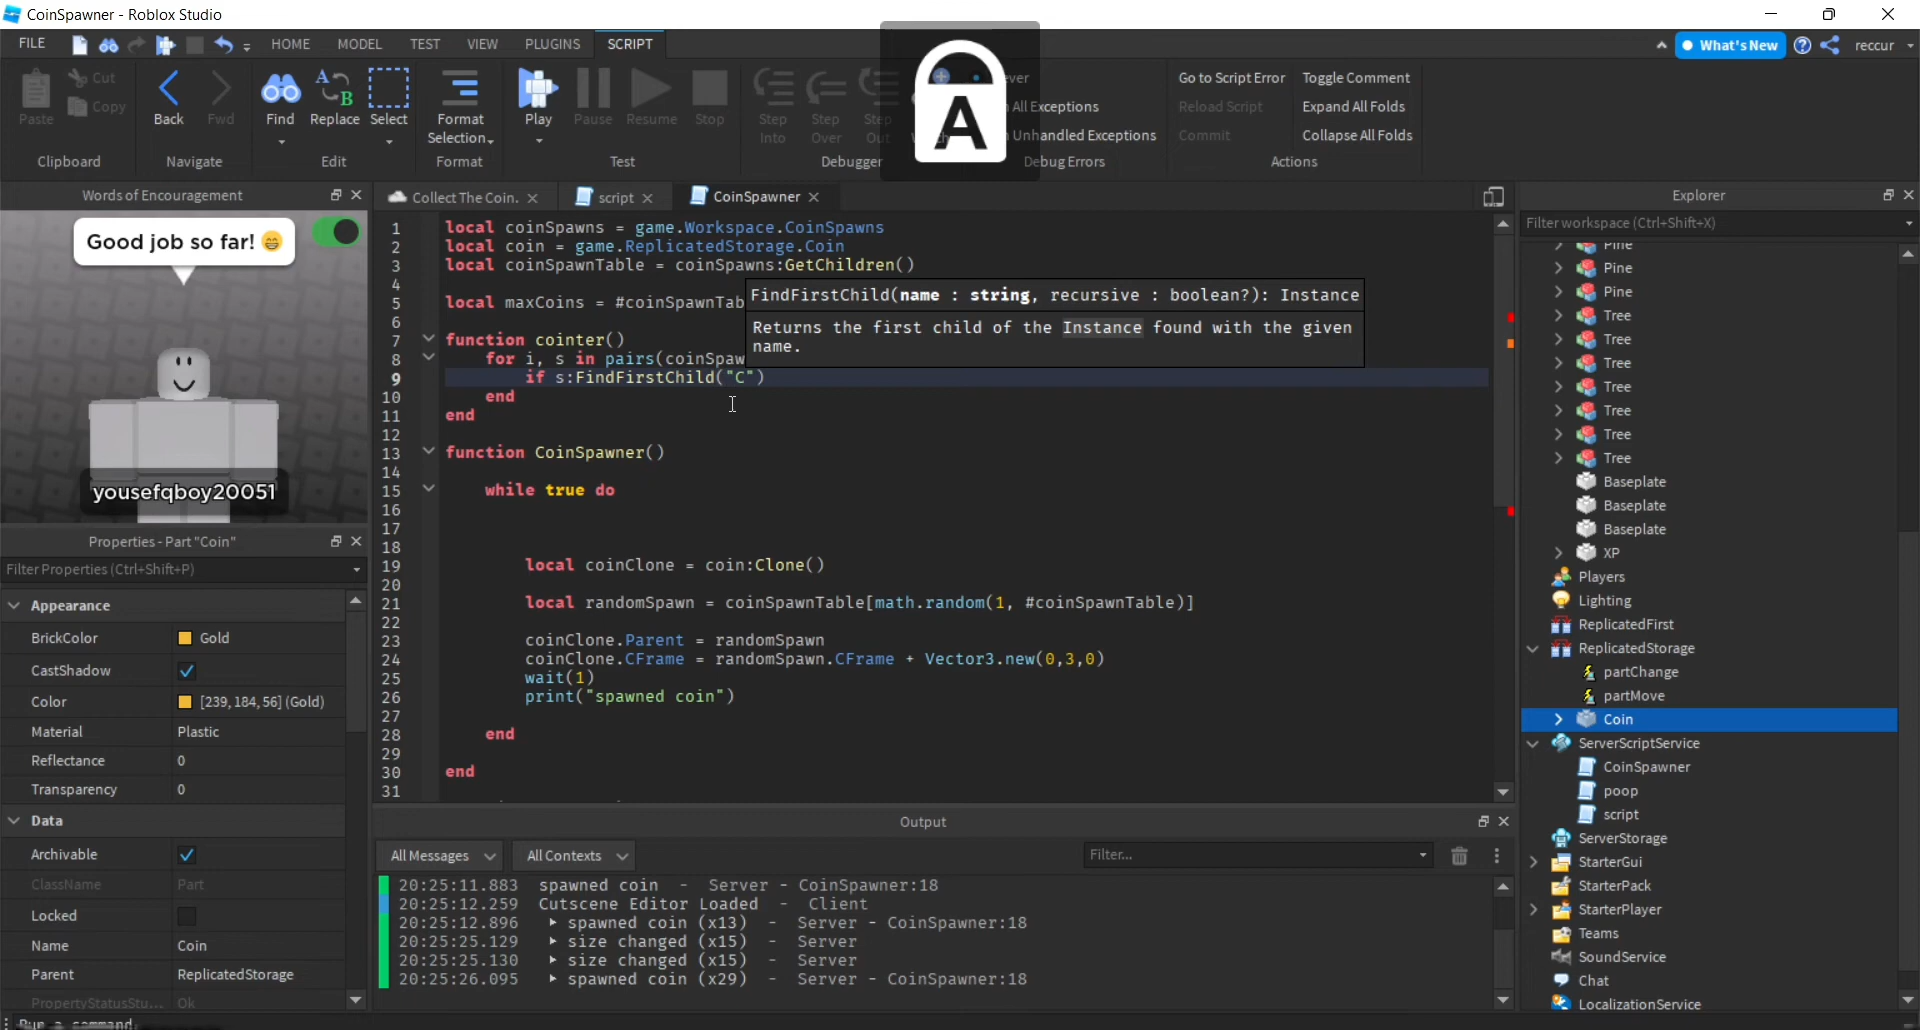 CoinSpawner - Roblox Studio
FILE HOME MODEL TEST VIEW PLUGINS SCRIPT What's New ? reccur
Paste Cut Copy
Clipboard
Back Fwd
Navigate
Find Replace Select
Edit
Format Selection
Format
Play Pause Resume Stop
Test
Step Into Step Over Step Out
Debugger
A
All Exceptions
Unhandled Exceptions
Debug Errors
Go to Script Error Toggle Comment
Reload Script Expand All Folds
Commit Collapse All Folds
Actions
Words of Encouragement
Good job so far! 😁
yousefqboy20051
Properties - Part "Coin"
Filter Properties (Ctrl+Shift+P)
Appearance
BrickColor Gold
CastShadow
Color [239, 184, 56] (Gold)
Material Plastic
Reflectance 0
Transparency 0
Data
Archivable
ClassName Part
Locked
Name Coin
Parent ReplicatedStorage
PropertyStatusStu... Ok
Run a command
Collect The Coin. script CoinSpawner
1 local coinSpawns = game.Workspace.CoinSpawns
2 local coin = game.ReplicatedStorage.Coin
3 local coinSpawnTable = coinSpawns:GetChildren()
4
5 local maxCoins = #coinSpawnTab
6
7 function cointer()
8 for i, s in pairs(coinSpaw
9 if s:FindFirstChild("C")
10 end
11 end
12
13 function CoinSpawner()
14
15 while true do
16
17
18
19 local coinClone = coin:Clone()
20
21 local randomSpawn = coinSpawnTable[math.random(1, #coinSpawnTable)]
22
23 coinClone.Parent = randomSpawn
24 coinClone.CFrame = randomSpawn.CFrame + Vector3.new(0,3,0)
25 wait(1)
26 print("spawned coin")
27
28 end
29
30 end
31
FindFirstChild(name : string, recursive : boolean?): Instance
Returns the first child of the Instance found with the given
name.
Output
All Messages All Contexts Filter...
20:25:11.883 spawned coin - Server - CoinSpawner:18
20:25:12.259 Cutscene Editor Loaded - Client
20:25:12.896 ▶ spawned coin (x13) - Server - CoinSpawner:18
20:25:25.129 ▶ size changed (x15) - Server
20:25:25.130 ▶ size changed (x15) - Server
20:25:26.095 ▶ spawned coin (x29) - Server - CoinSpawner:18
Explorer
Filter workspace (Ctrl+Shift+X)
Pine
Pine
Pine
Tree
Tree
Tree
Tree
Tree
Tree
Tree
Baseplate
Baseplate
Baseplate
XP
Players
Lighting
ReplicatedFirst
ReplicatedStorage
partChange
partMove
Coin
ServerScriptService
CoinSpawner
poop
script
ServerStorage
StarterGui
StarterPack
StarterPlayer
Teams
SoundService
Chat
LocalizationService